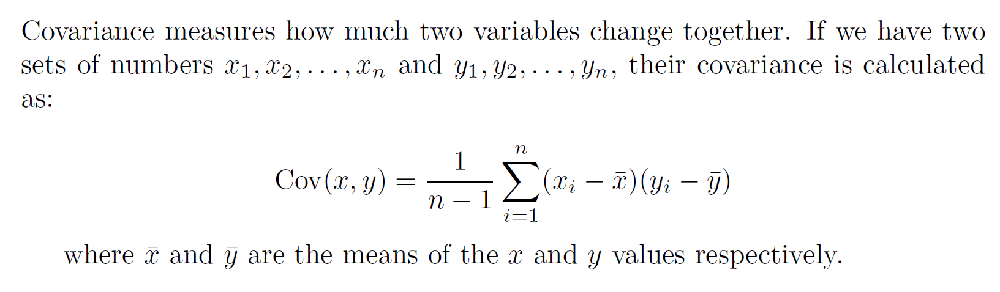 Covariance measures how much two variables change together. If we have two
sets of numbers $x_1, x_2, \ldots, x_n$ and $y_1, y_2, \ldots, y_n$, their covariance is calculated
as:
$$\mathrm{Cov}(x, y) = \frac{1}{n-1} \sum_{i=1}^{n} (x_i - \bar{x})(y_i - \bar{y})$$
where $\bar{x}$ and $\bar{y}$ are the means of the $x$ and $y$ values respectively.